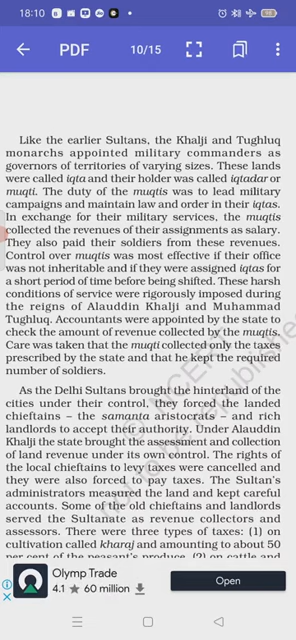 18:10
PDF
10/15
Like the earlier Sultans, the Khalji and Tughluq
monarchs appointed military commanders as
governors of territories of varying sizes. These lands
were called iqta and their holder was called iqtadar or
muqti. The duty of the muqtis was to lead military
campaigns and maintain law and order in their iqtas.
In exchange for their military services, the muqtis
collected the revenues of their assignments as salary.
They also paid their soldiers from these revenues.
Control over muqtis was most effective if their office
was not inheritable and if they were assigned iqtas for
a short period of time before being shifted. These harsh
conditions of service were rigorously imposed during
the reigns of Alauddin Khalji and Muhammad
Tughluq. Accountants were appointed by the state to
check the amount of revenue collected by the muqtis.
Care was taken that the muqti collected only the taxes
prescribed by the state and that he kept the required
number of soldiers.
As the Delhi Sultans brought the hinterland of the
cities under their control, they forced the landed
chieftains – the samanta aristocrats – and rich
landlords to accept their authority. Under Alauddin
Khalji the state brought the assessment and collection
of land revenue under its own control. The rights of
the local chieftains to levy taxes were cancelled and
they were also forced to pay taxes. The Sultan's
administrators measured the land and kept careful
accounts. Some of the old chieftains and landlords
served the Sultanate as revenue collectors and
assessors. There were three types of taxes: (1) on
cultivation called kharaj and amounting to about 50
per cent of the peasant's produce, (2) on cattle and
Olymp Trade
4.1 ★ 60 million
Open